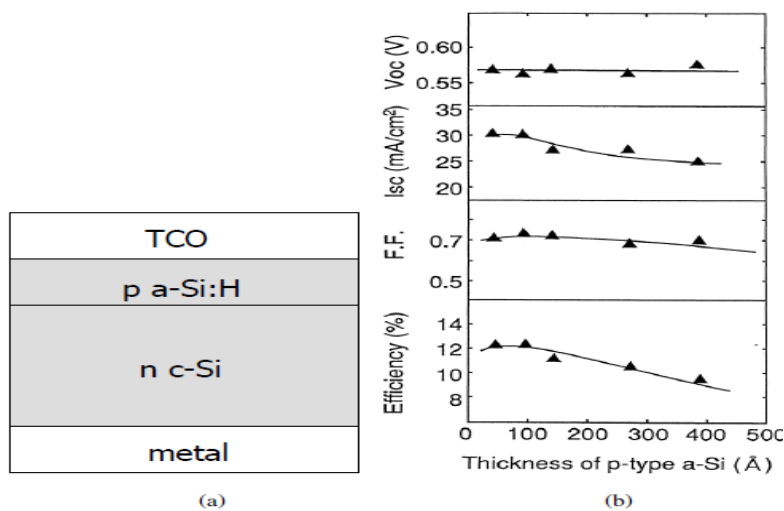 TCO
p a-Si:H
n c-Si
metal
(a)
Voc (V)
0.60
0.55
Isc (mA/cm²)
35
30
25
20
F.F.
0.7
0.5
Efficiency (%)
14
12
10
8
0 100 200 300 400 500
Thickness of p-type a-Si (Å)
(b)